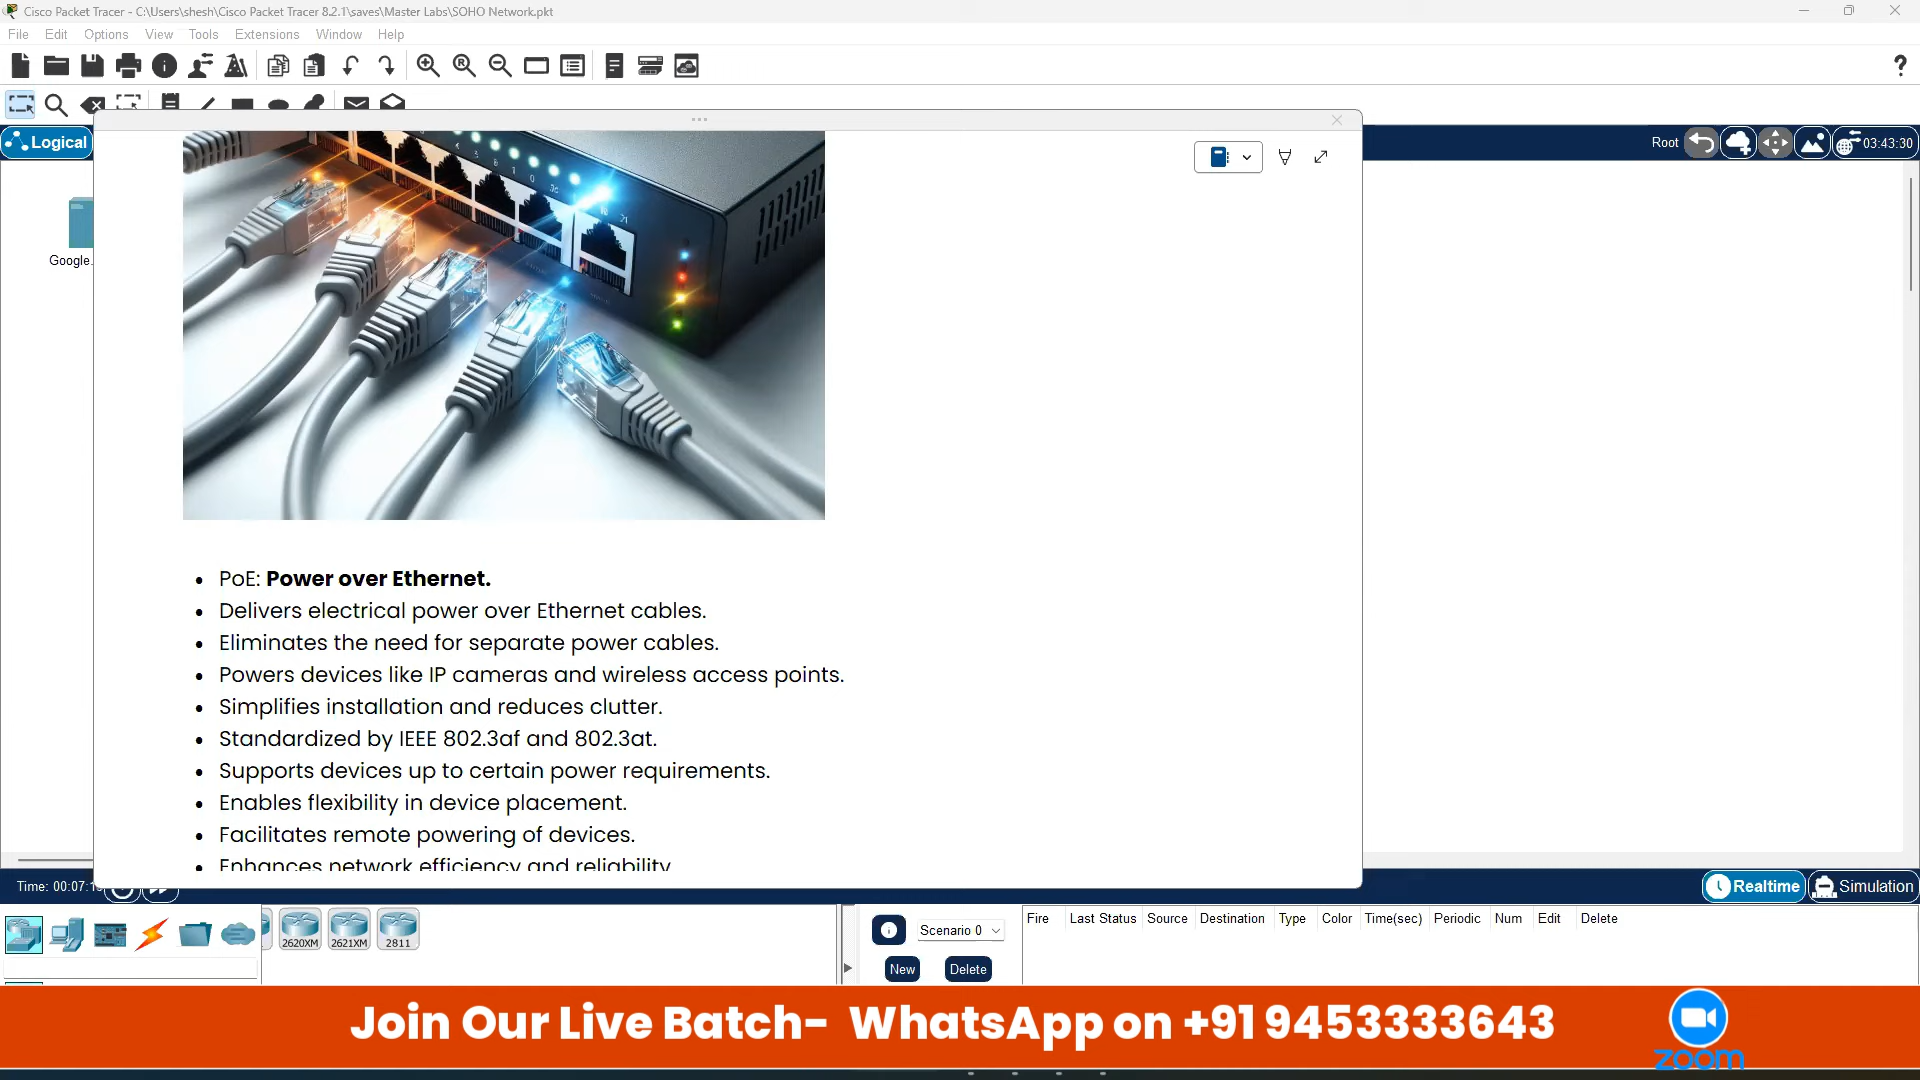 Cisco Packet Tracer - C:\Users\shesh\Cisco Packet Tracer 8.2.1\saves\Master Labs\SOHO Network.pkt
File Edit Options View Tools Extensions Window Help
Logical
Root
03:43:30
Google.
PoE: Power over Ethernet.
Delivers electrical power over Ethernet cables.
Eliminates the need for separate power cables.
Powers devices like IP cameras and wireless access points.
Simplifies installation and reduces clutter.
Standardized by IEEE 802.3af and 802.3at.
Supports devices up to certain power requirements.
Enables flexibility in device placement.
Facilitates remote powering of devices.
Enhances network efficiency and reliability
Time: 00:07:1
Realtime
Simulation
2620XM
2621XM
2811
Scenario 0
New
Delete
Fire Last Status Source Destination Type Color Time(sec) Periodic Num Edit Delete
Join Our Live Batch- WhatsApp on +91 9453333643
zoom